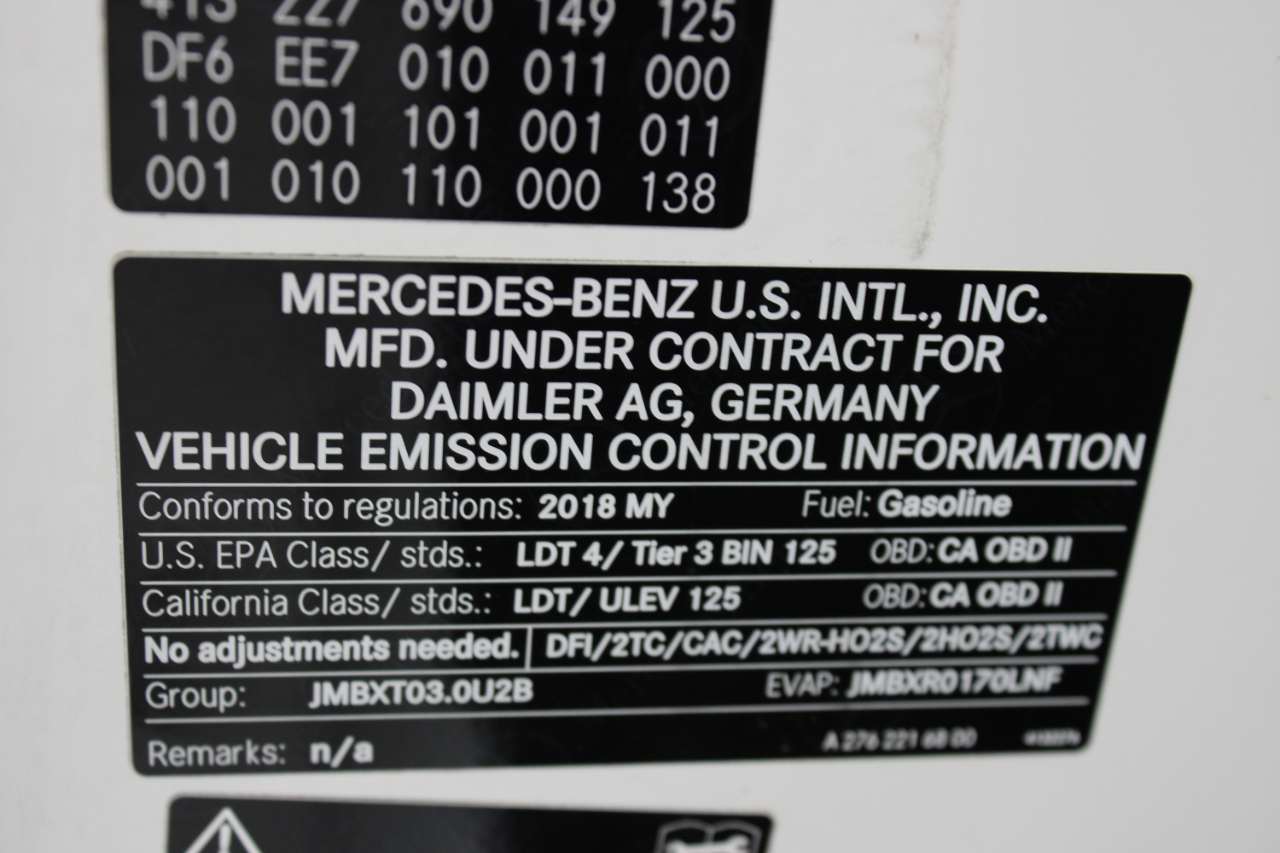 413 227 690 149 125
DF6 EE7 010 011 000
110 001 101 001 011
001 010 110 000 138
MERCEDES-BENZ U.S. INTL., INC.
MFD. UNDER CONTRACT FOR
DAIMLER AG, GERMANY
VEHICLE EMISSION CONTROL INFORMATION
Conforms to regulations: 2018 MY Fuel: Gasoline
U.S. EPA Class/ stds.: LDT 4/ Tier 3 BIN 125 OBD: CA OBD II
California Class/ stds.: LDT/ ULEV 125 OBD: CA OBD II
No adjustments needed. DFI/2TC/CAC/2WR-HO2S/2HO2S/2TWC
Group: JMBXT03.0U2B EVAP: JMBXR0170LNF
Remarks: n/a A 276 221 68 00